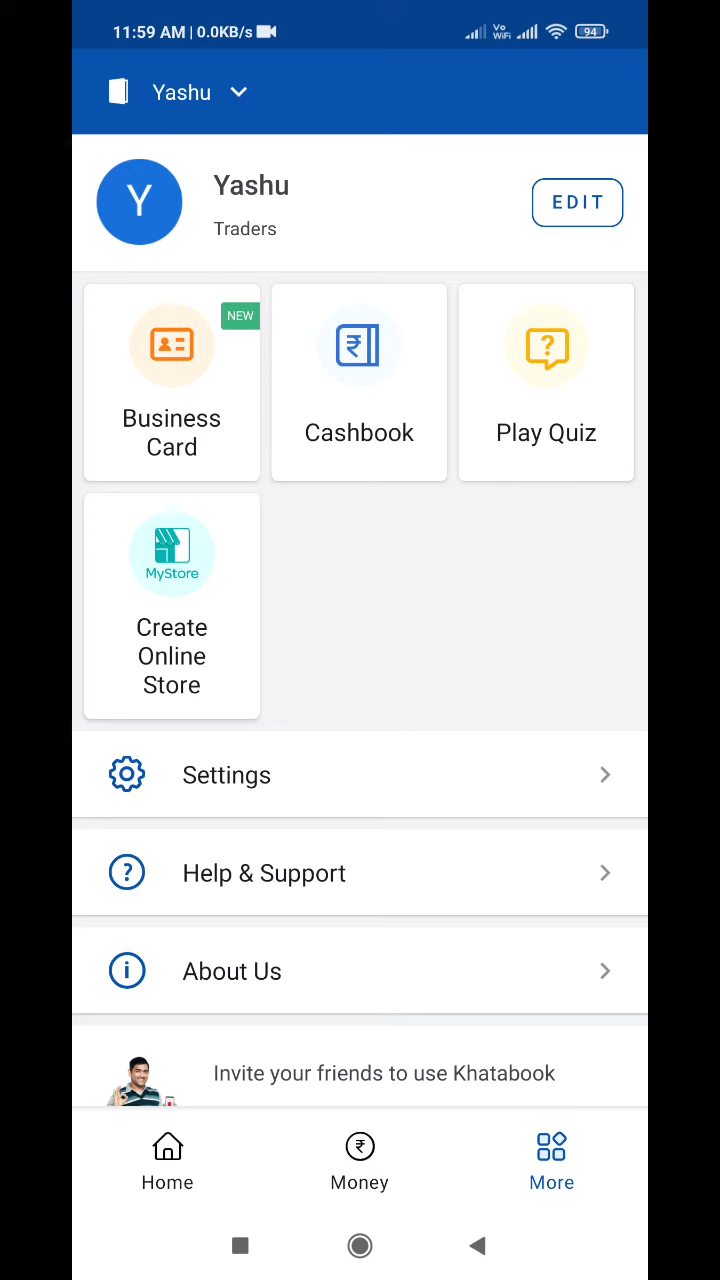 11:59 AM | 0.0KB/s
Vo
WiFi
94
Yashu
Y
Yashu
Traders
EDIT
NEW
Business
Card
Cashbook
Play Quiz
MyStore
Create
Online
Store
Settings
Help & Support
About Us
Invite your friends to use Khatabook
Home
Money
More